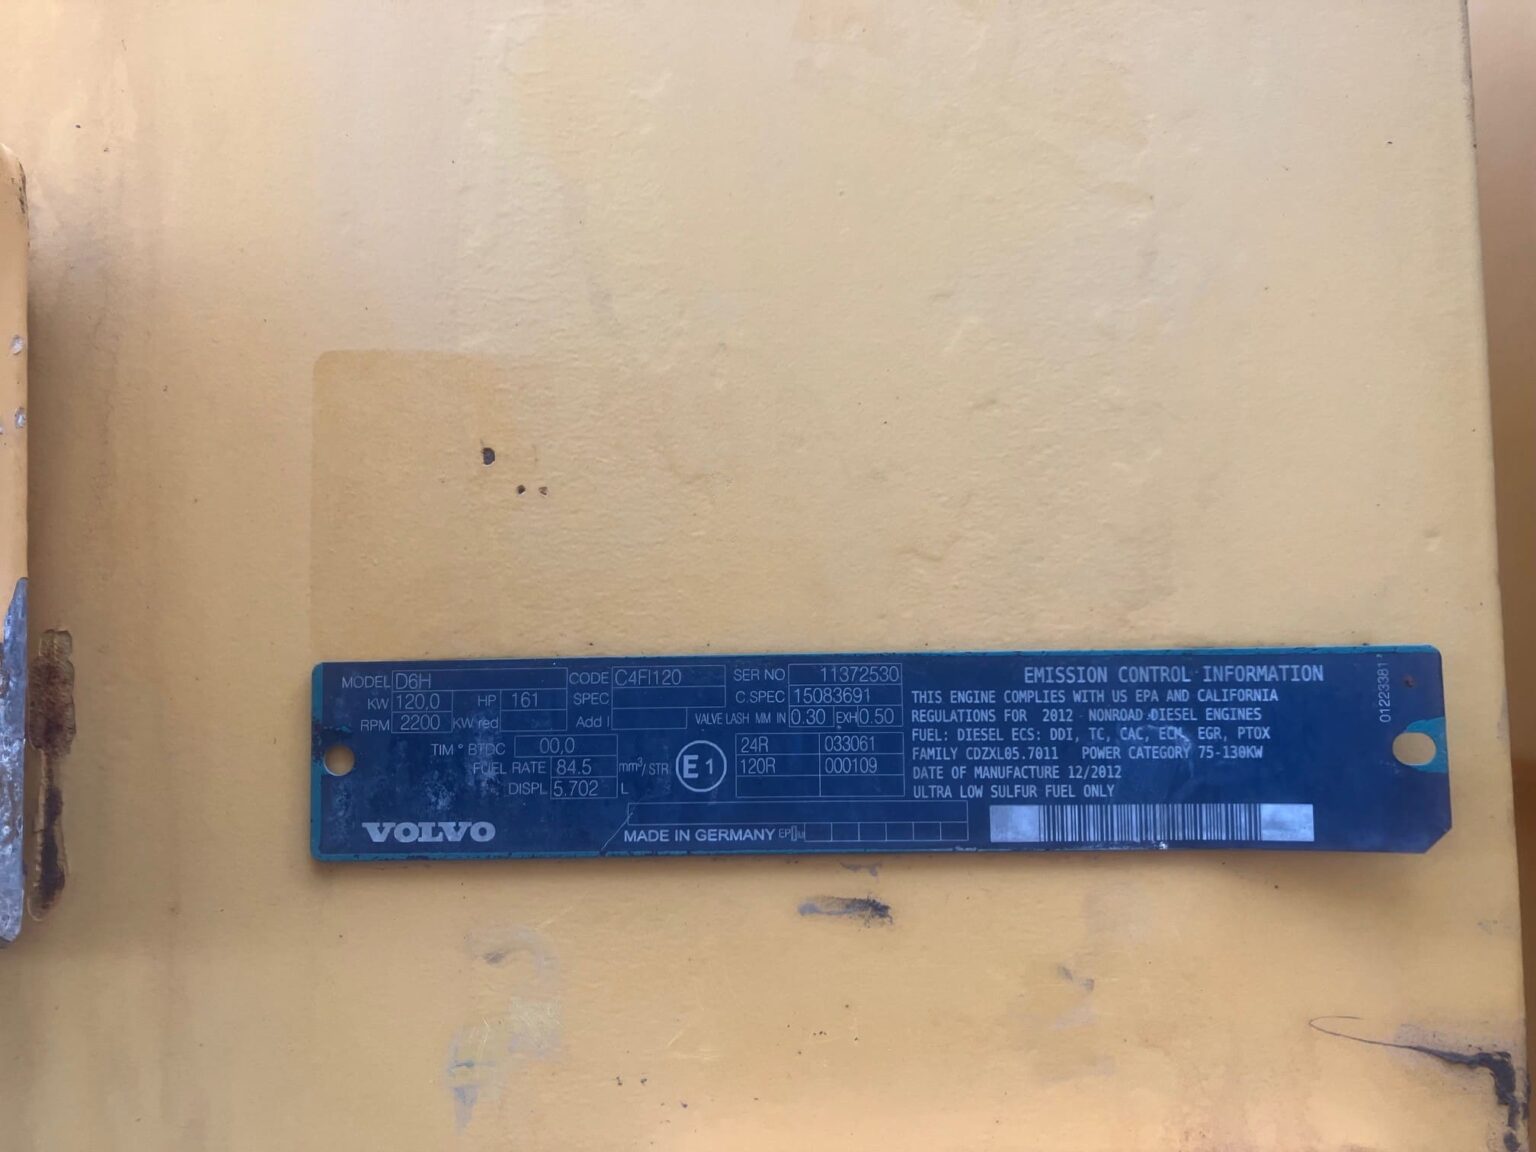 MODEL D6H CODE C4FI120 SER NO 11372530
KW 120,0 HP 161 SPEC C.SPEC 15083691
RPM 2200 KW red Add I VALVE LASH MM IN 0.30 EXH 0.50
TIM ° BTDC 00,0
FUEL RATE 84.5 mm³/STR
DISPL 5.702 L
E1
24R 033061
120R 000109
VOLVO
MADE IN GERMANY
EMISSION CONTROL INFORMATION
THIS ENGINE COMPLIES WITH US EPA AND CALIFORNIA
REGULATIONS FOR 2012 NONROAD DIESEL ENGINES
FUEL: DIESEL ECS: DDI, TC, CAC, ECM, EGR, PTOX
FAMILY CDZXL05.7011 POWER CATEGORY 75-130KW
DATE OF MANUFACTURE 12/2012
ULTRA LOW SULFUR FUEL ONLY
01223381